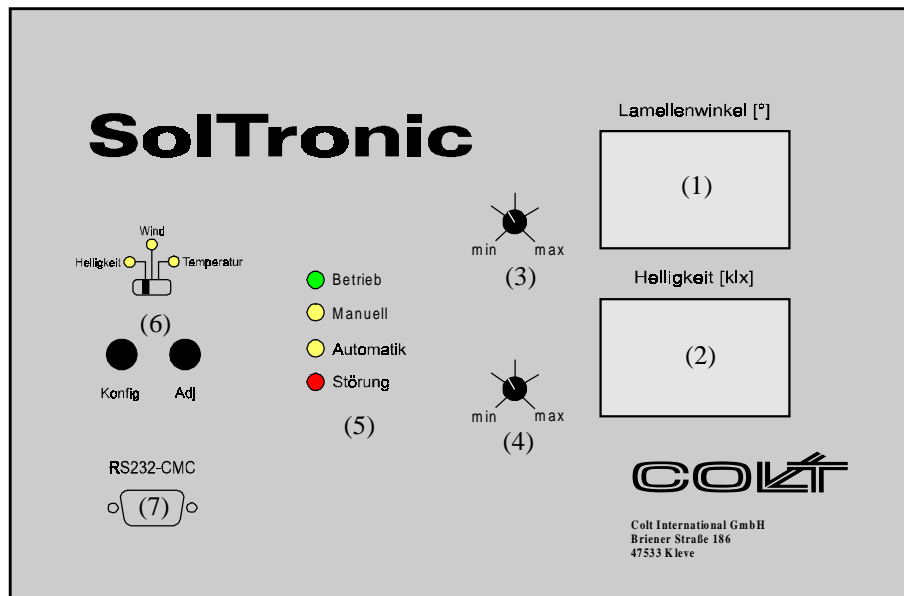 SolTronic
Lamellenwinkel [°]
(1)
min max
(3)
Wind
Helligkeit Temperatur
(6)
Konfig Adj
Betrieb
Manuell
Automatik
Störung
(5)
Helligkeit [klx]
(2)
min max
(4)
RS232-CMC
(7)
COLT
Colt International GmbH
Briener Straße 186
47533 Kleve